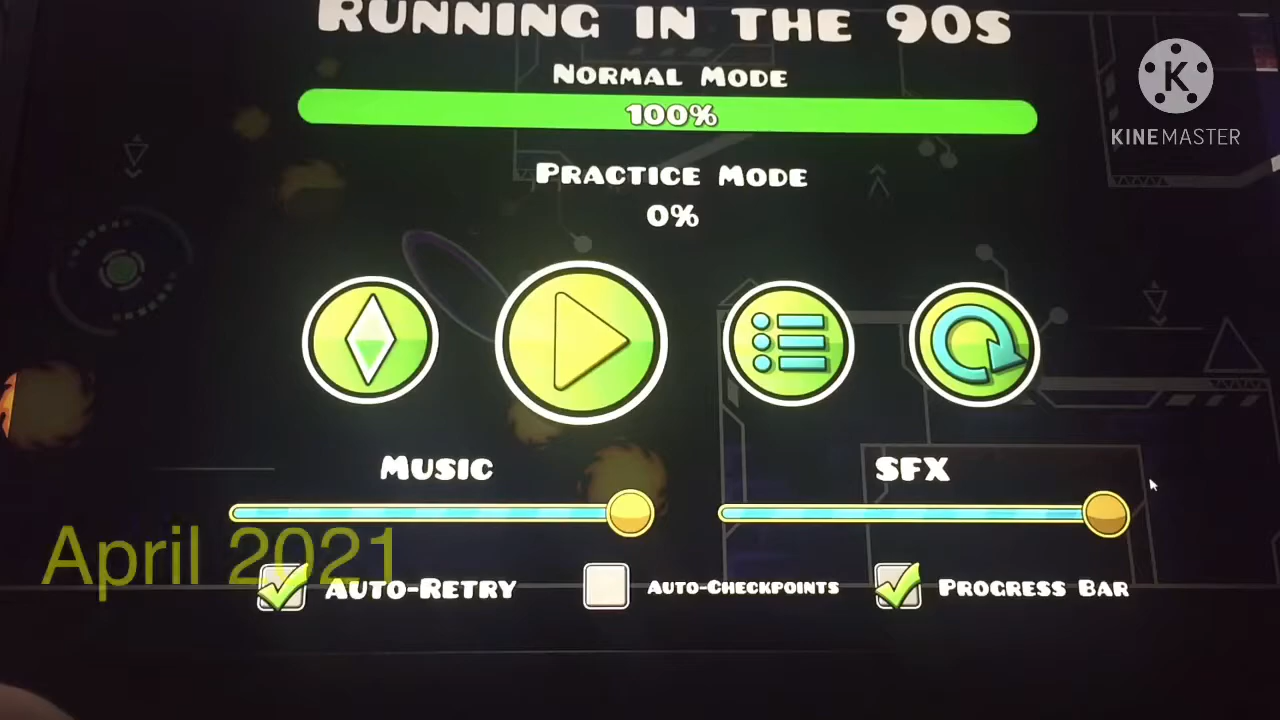 RUNNING IN THE 90S
NORMAL MODE
100%
PRACTICE MODE
0%
K
KINEMASTER
MUSIC
SFX
April 2021
AUTO-RETRY
AUTO-CHECKPOINTS
PROGRESS BAR